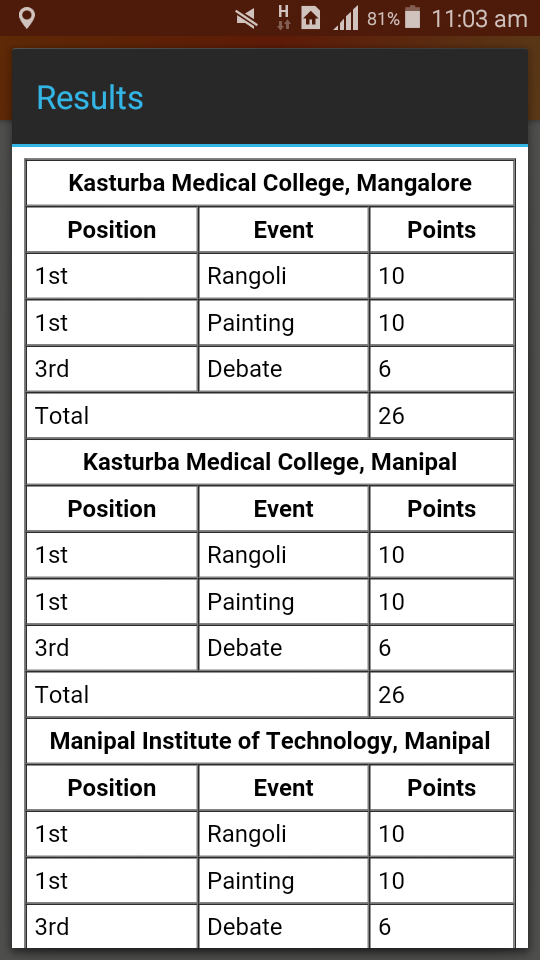 H 81% 11:03 am
Results
Kasturba Medical College, Mangalore
Position Event Points
1st Rangoli 10
1st Painting 10
3rd Debate 6
Total 26
Kasturba Medical College, Manipal
Position Event Points
1st Rangoli 10
1st Painting 10
3rd Debate 6
Total 26
Manipal Institute of Technology, Manipal
Position Event Points
1st Rangoli 10
1st Painting 10
3rd Debate 6